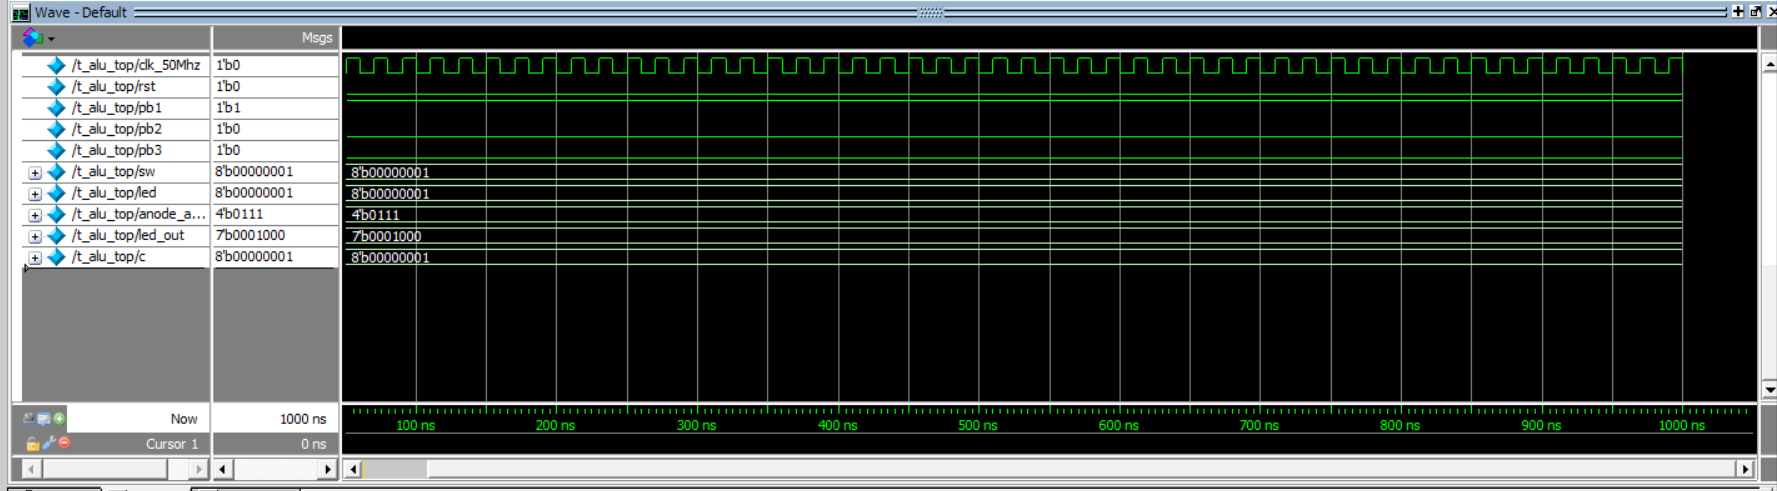 Wave - Default
Msgs
/t_alu_top/clk_50Mhz 1'b0
/t_alu_top/rst 1'b0
/t_alu_top/pb1 1'b1
/t_alu_top/pb2 1'b0
/t_alu_top/pb3 1'b0
/t_alu_top/sw 8'b00000001 8'b00000001
/t_alu_top/led 8'b00000001 8'b00000001
/t_alu_top/anode_a... 4'b0111 4'b0111
/t_alu_top/led_out 7'b0001000 7'b0001000
/t_alu_top/c 8'b00000001 8'b00000001
Now 1000 ns
100 ns 200 ns 300 ns 400 ns 500 ns 600 ns 700 ns 800 ns 900 ns 1000 ns
Cursor 1 0 ns